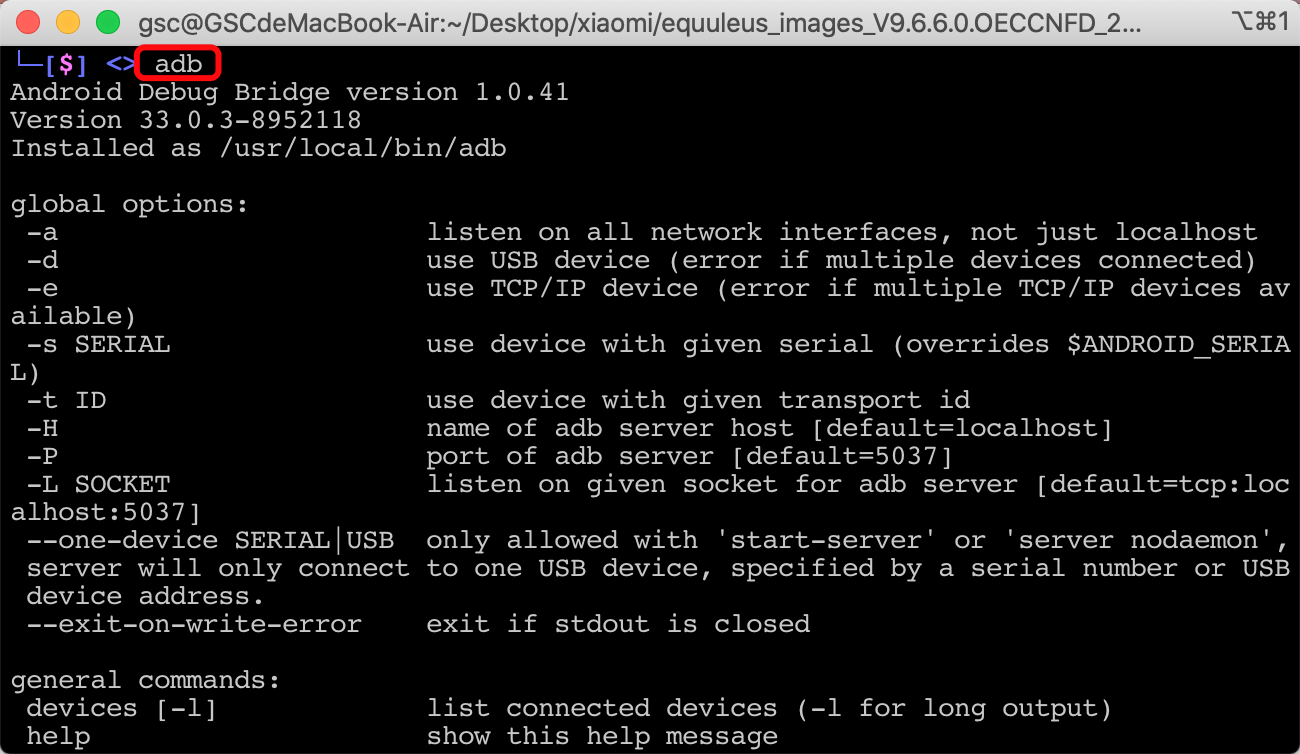 gsc@GSCdeMacBook-Air:~/Desktop/xiaomi/equuleus_images_V9.6.6.0.OECCNFD_2... ⌥⌘1
└─[$] <> adb
Android Debug Bridge version 1.0.41
Version 33.0.3-8952118
Installed as /usr/local/bin/adb
global options:
 -a                       listen on all network interfaces, not just localhost
 -d                       use USB device (error if multiple devices connected)
 -e                       use TCP/IP device (error if multiple TCP/IP devices av
ailable)
 -s SERIAL                use device with given serial (overrides $ANDROID_SERIA
L)
 -t ID                    use device with given transport id
 -H                       name of adb server host [default=localhost]
 -P                       port of adb server [default=5037]
 -L SOCKET                listen on given socket for adb server [default=tcp:loc
alhost:5037]
 --one-device SERIAL|USB  only allowed with 'start-server' or 'server nodaemon',
 server will only connect to one USB device, specified by a serial number or USB
 device address.
 --exit-on-write-error    exit if stdout is closed
general commands:
 devices [-l]             list connected devices (-l for long output)
 help                     show this help message